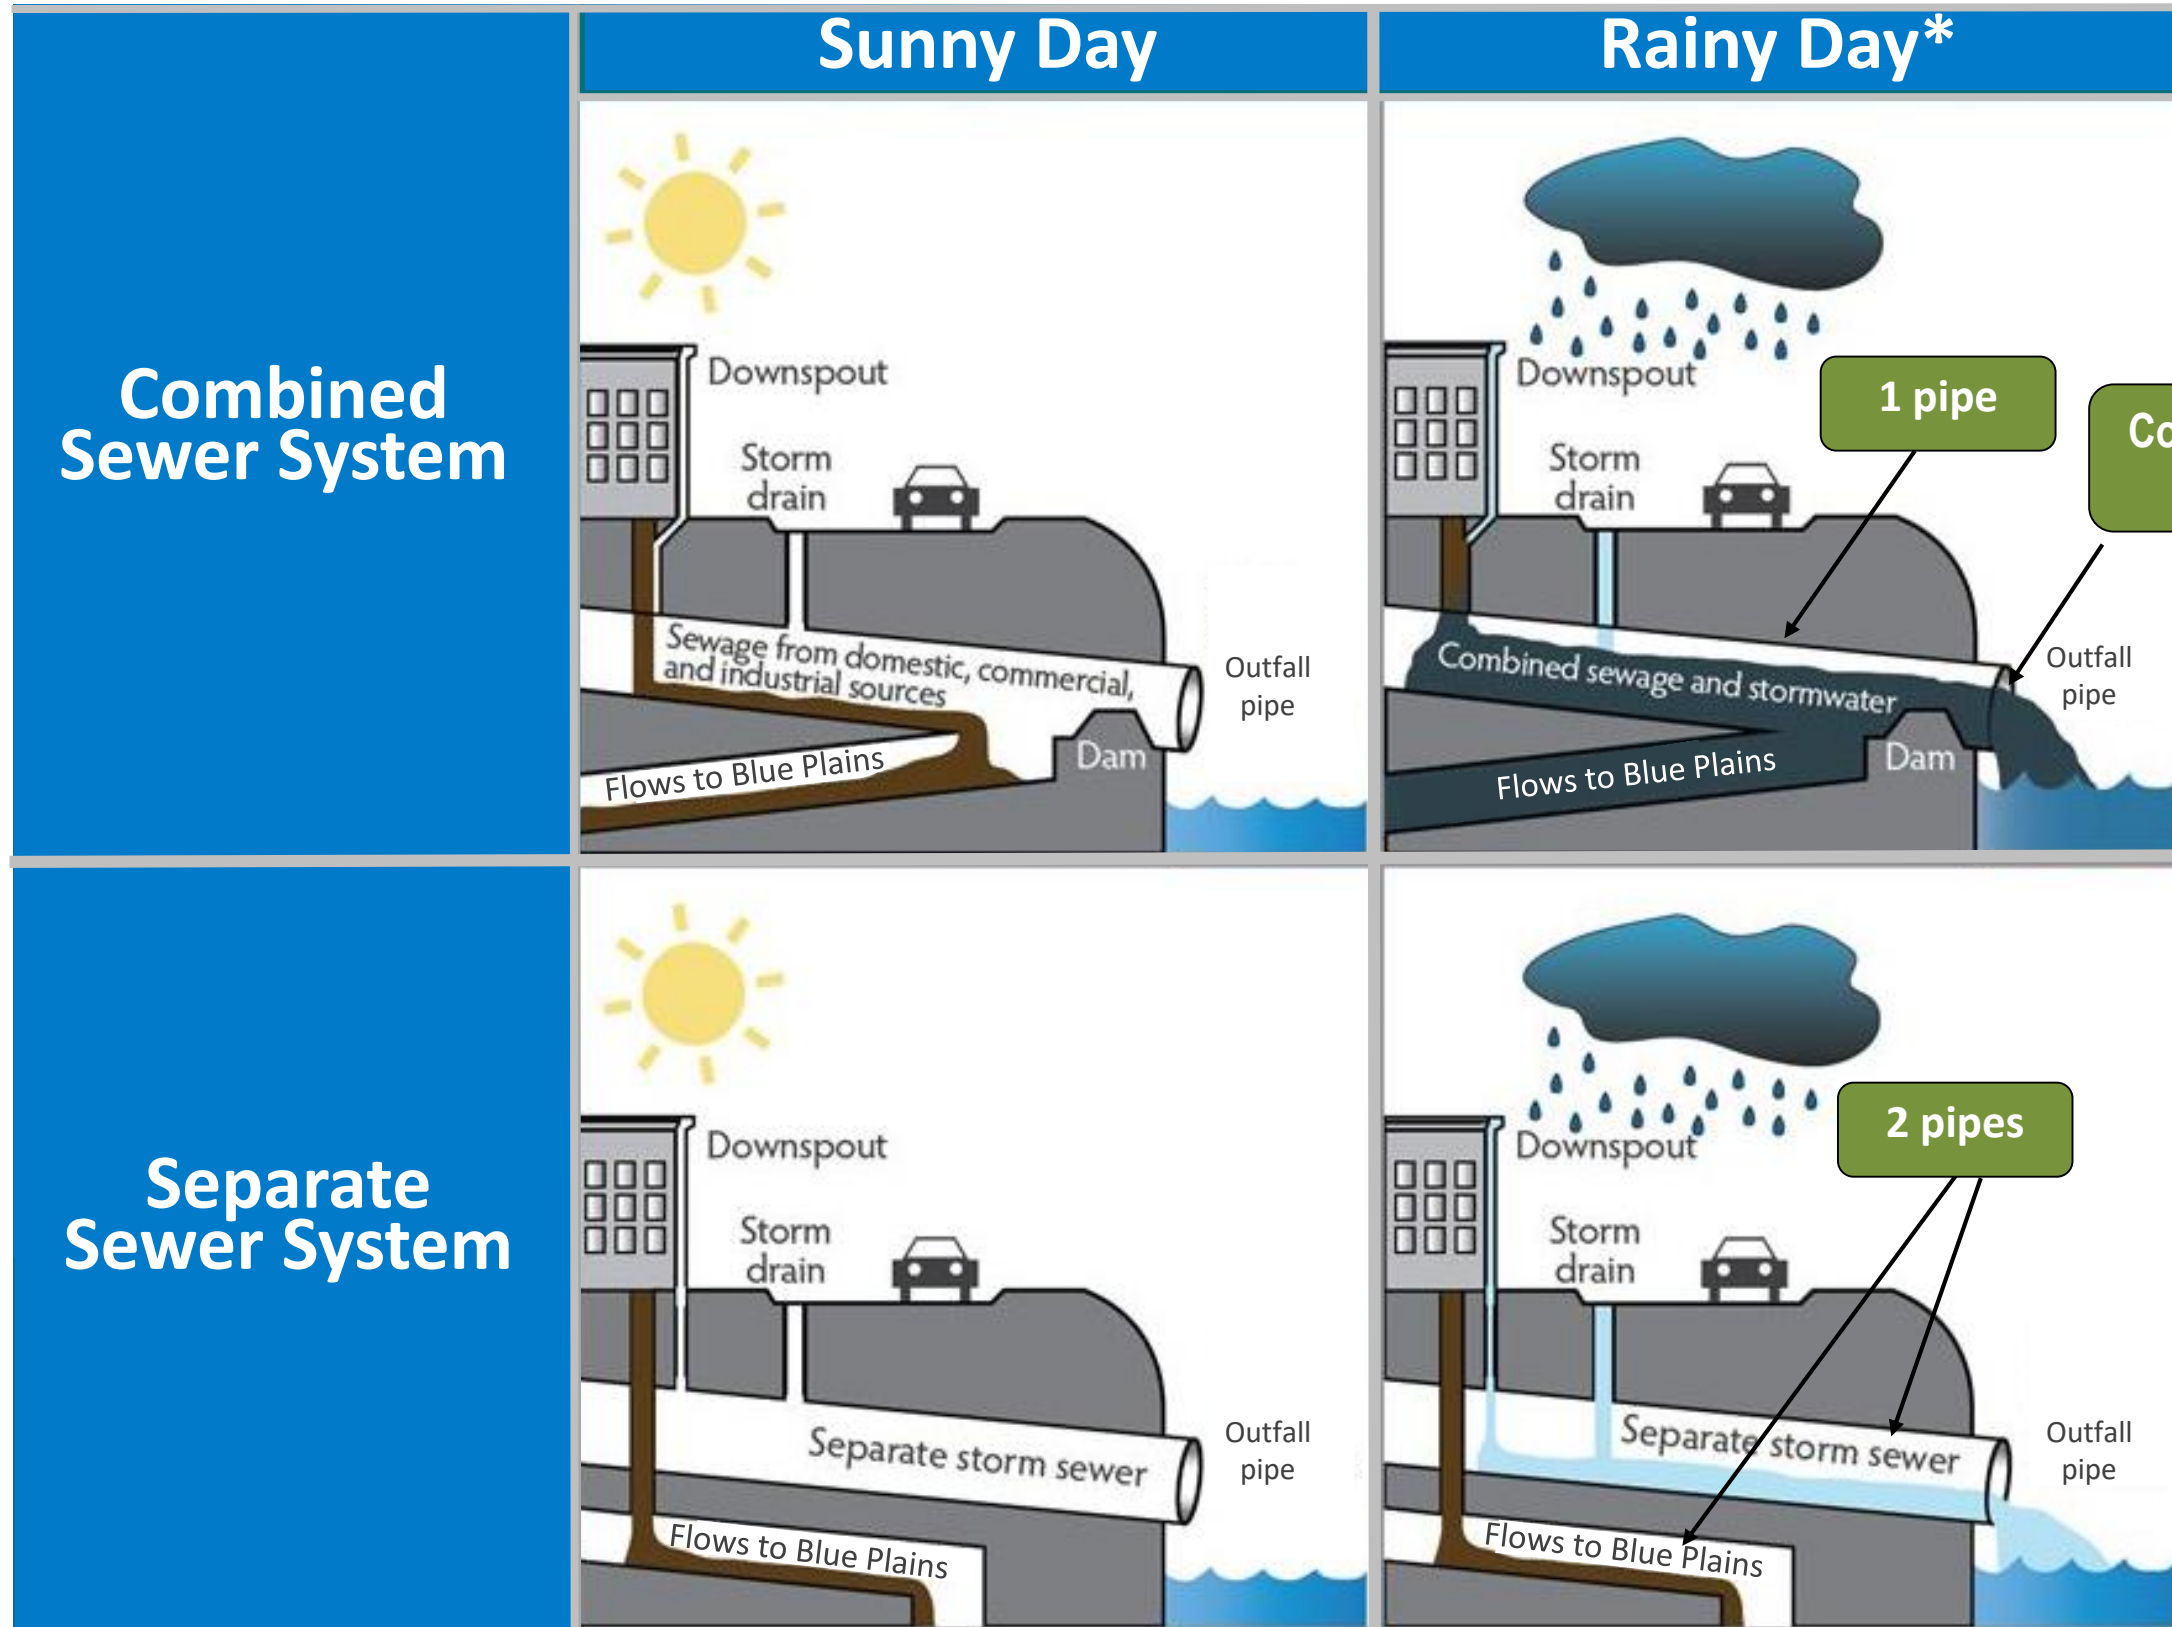 Sunny Day
Rainy Day*
Combined
Sewer System
Downspout
Storm
drain
Sewage from domestic, commercial,
and industrial sources
Outfall
pipe
Dam
Flows to Blue Plains
Downspout
1 pipe
Co
Storm
drain
Combined sewage and stormwater
Outfall
pipe
Dam
Flows to Blue Plains
Separate
Sewer System
Downspout
Storm
drain
Separate storm sewer
Outfall
pipe
Flows to Blue Plains
2 pipes
Downspout
Storm
drain
Separate storm sewer
Outfall
pipe
Flows to Blue Plains